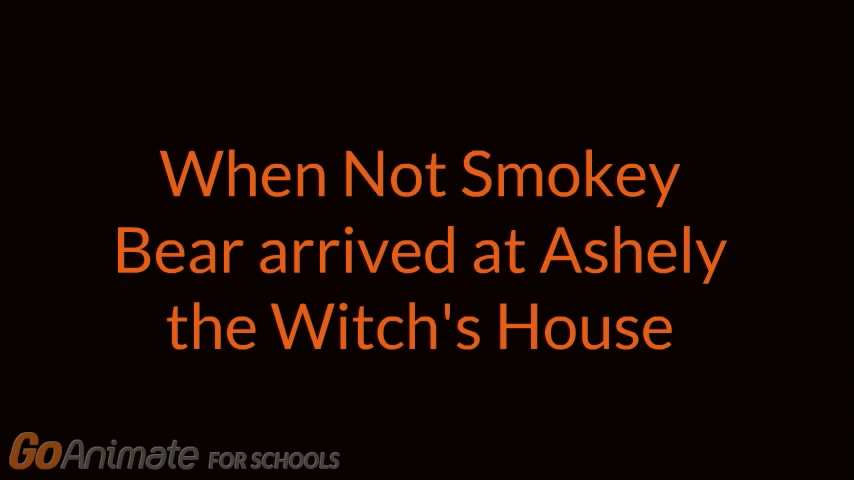 When Not Smokey
Bear arrived at Ashely
the Witch's House
GoAnimate FOR SCHOOLS